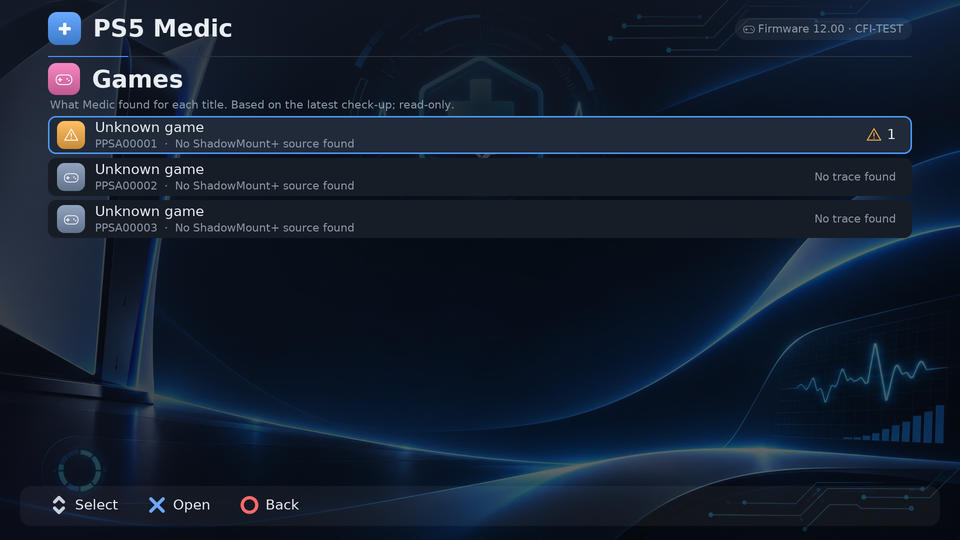 PS5 Medic
Firmware 12.00 · CFI-TEST
Games
What Medic found for each title. Based on the latest check-up; read-only.
Unknown game
PPSA00001 · No ShadowMount+ source found
1
Unknown game
PPSA00002 · No ShadowMount+ source found
No trace found
Unknown game
PPSA00003 · No ShadowMount+ source found
No trace found
Select
Open
Back